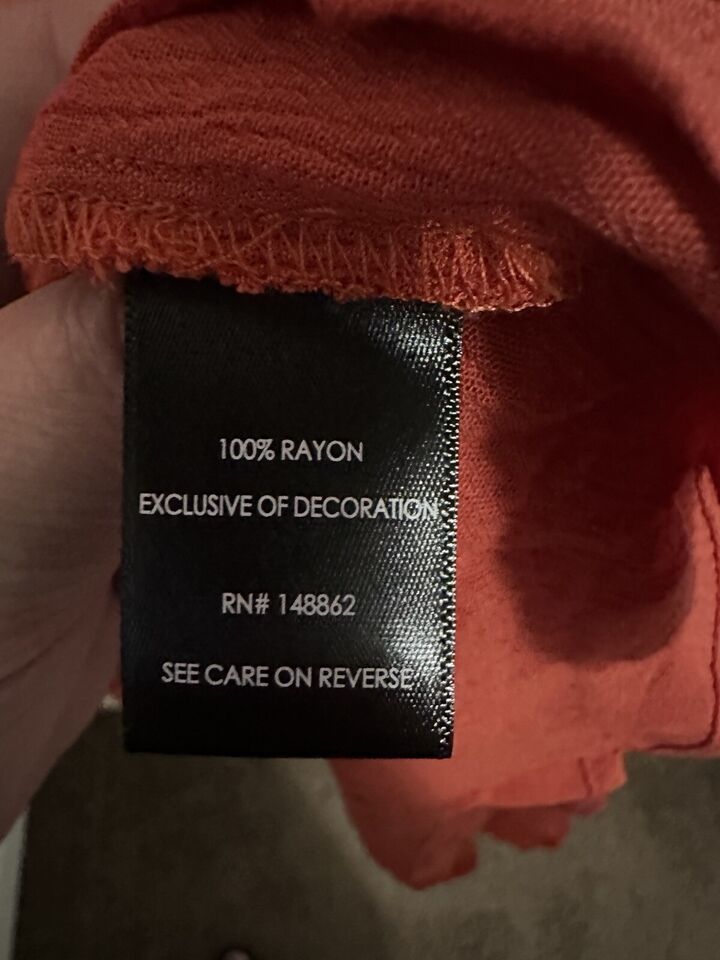 100% RAYON
EXCLUSIVE OF DECORATION
RN# 148862
SEE CARE ON REVERSE